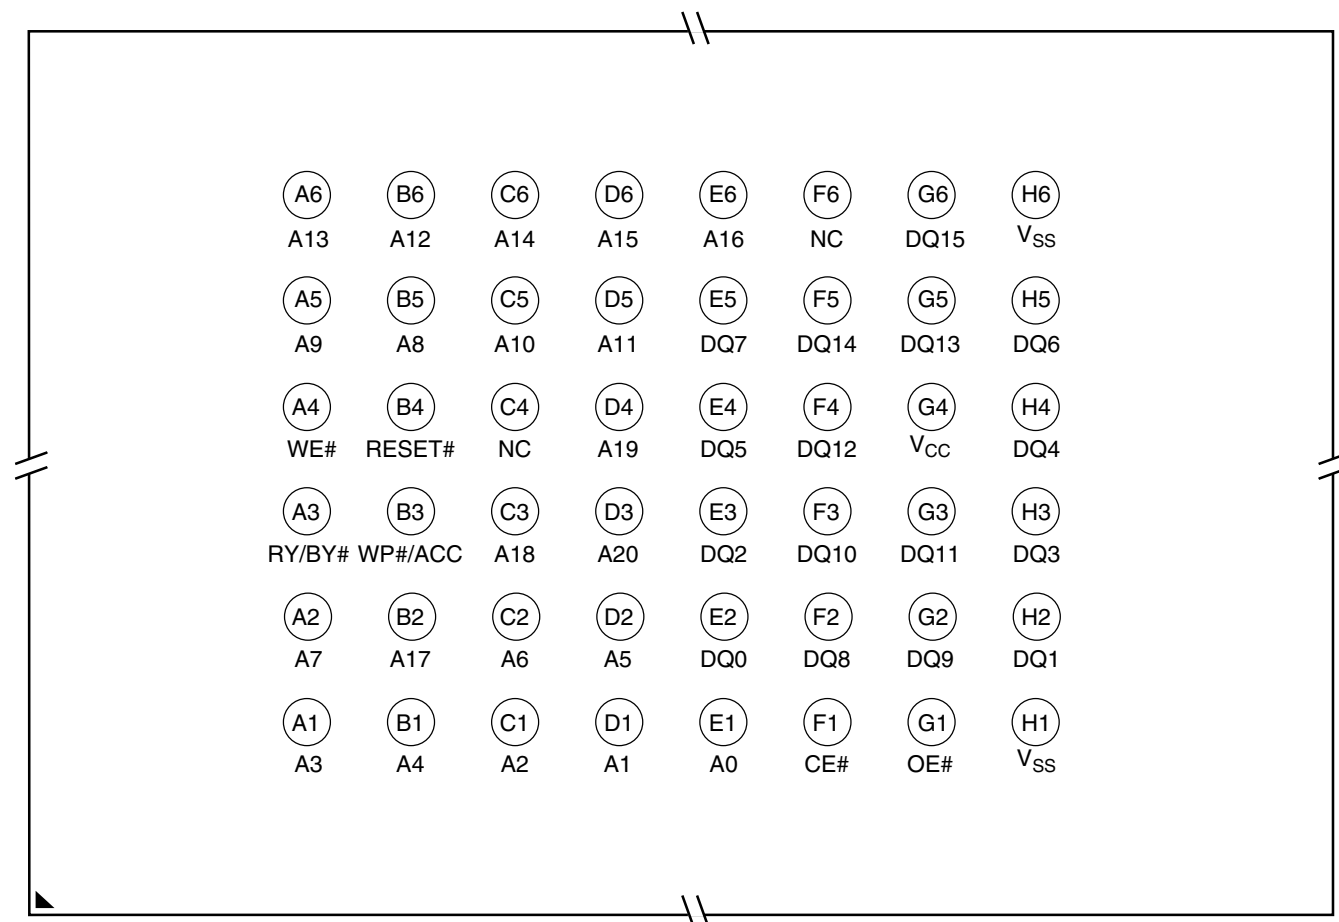 A6 B6 C6 D6 E6 F6 G6 H6
A13 A12 A14 A15 A16 NC DQ15 VSS
A5 B5 C5 D5 E5 F5 G5 H5
A9 A8 A10 A11 DQ7 DQ14 DQ13 DQ6
A4 B4 C4 D4 E4 F4 G4 H4
WE# RESET# NC A19 DQ5 DQ12 VCC DQ4
A3 B3 C3 D3 E3 F3 G3 H3
RY/BY# WP#/ACC A18 A20 DQ2 DQ10 DQ11 DQ3
A2 B2 C2 D2 E2 F2 G2 H2
A7 A17 A6 A5 DQ0 DQ8 DQ9 DQ1
A1 B1 C1 D1 E1 F1 G1 H1
A3 A4 A2 A1 A0 CE# OE# VSS